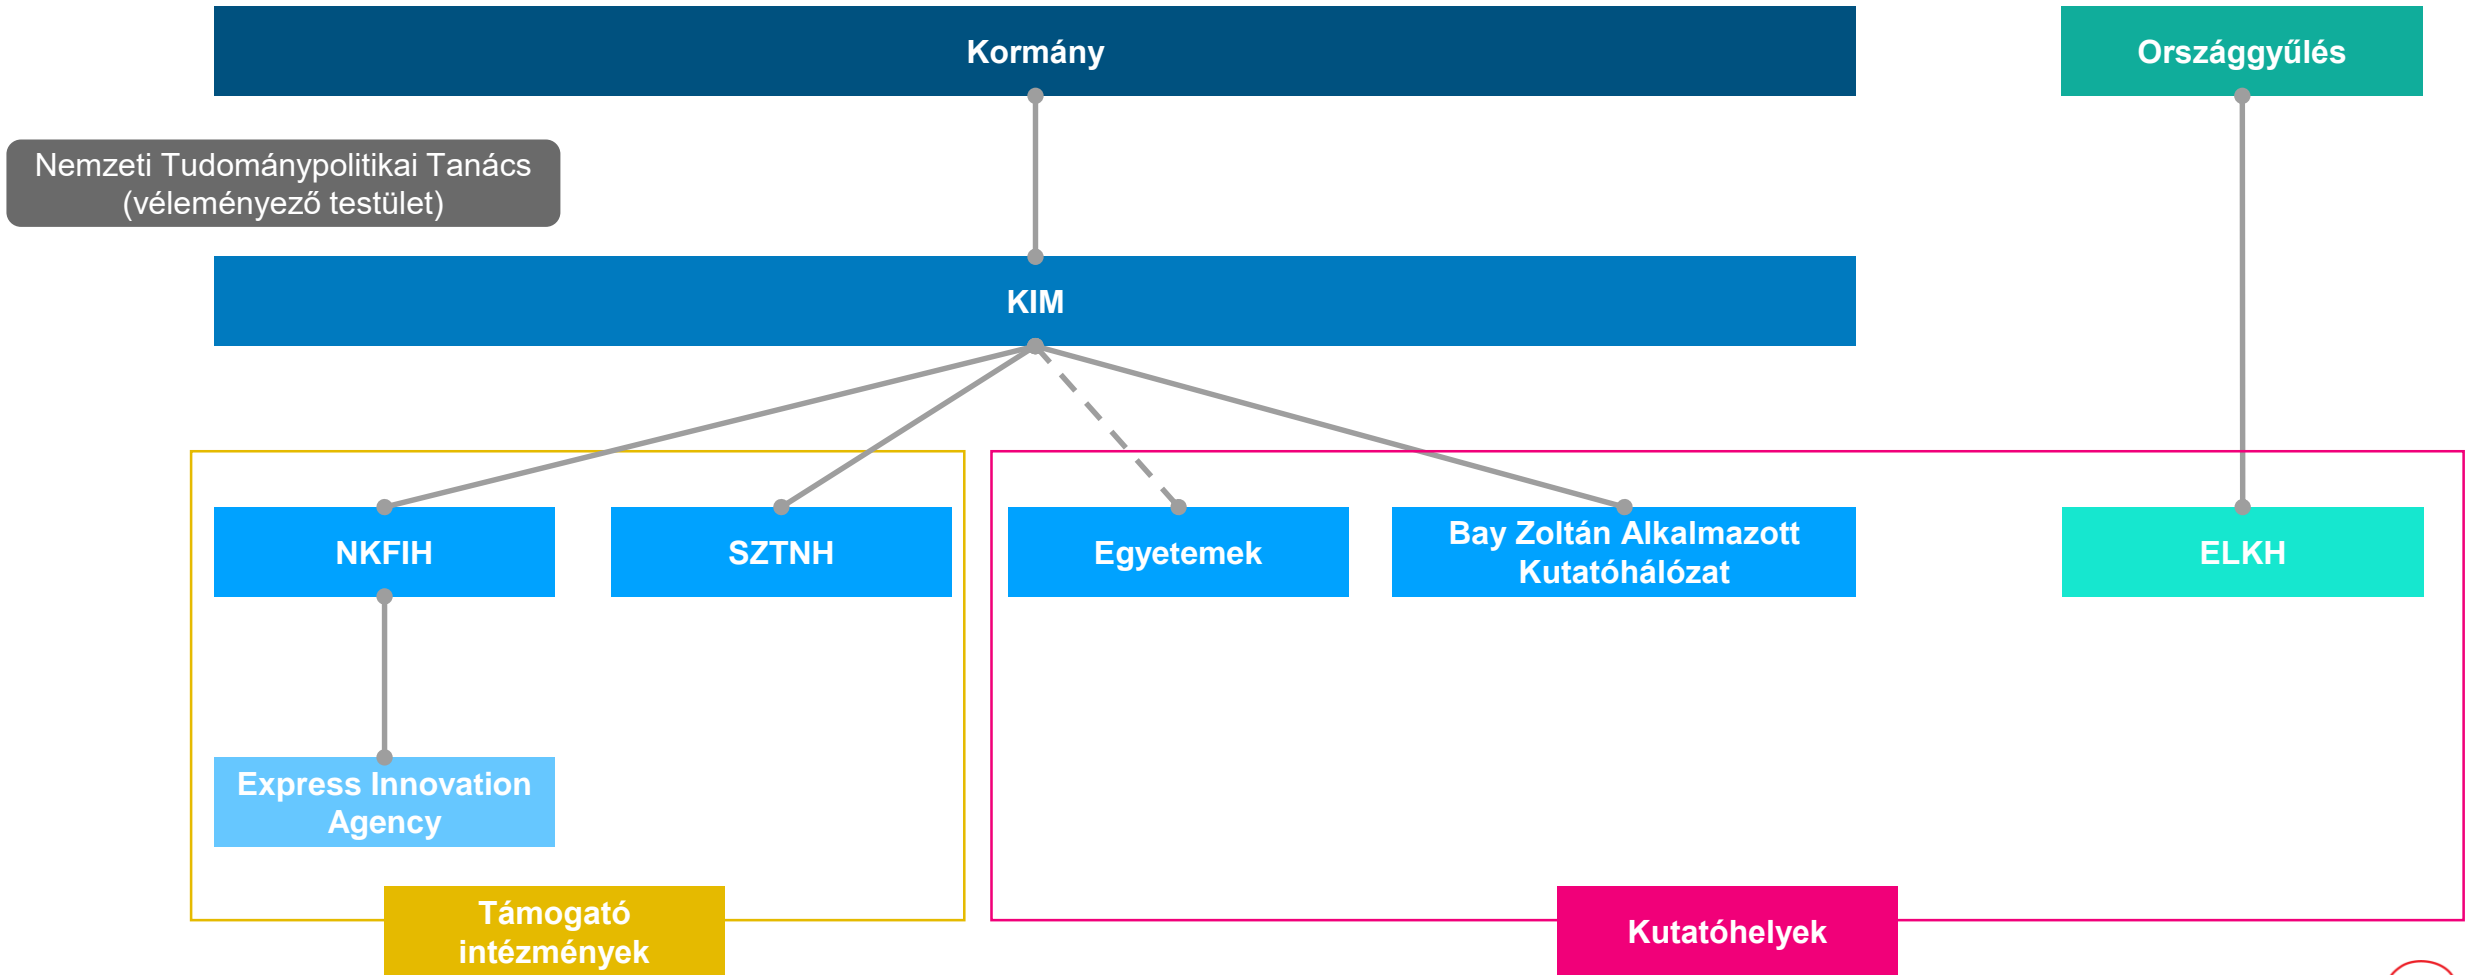 Kormány
Országgyűlés
Nemzeti Tudománypolitikai Tanács
(véleményező testület)
KIM
NKFIH
SZTNH
Egyetemek
Bay Zoltán Alkalmazott
Kutatóhálózat
ELKH
Express Innovation
Agency
Támogató
intézmények
Kutatóhelyek